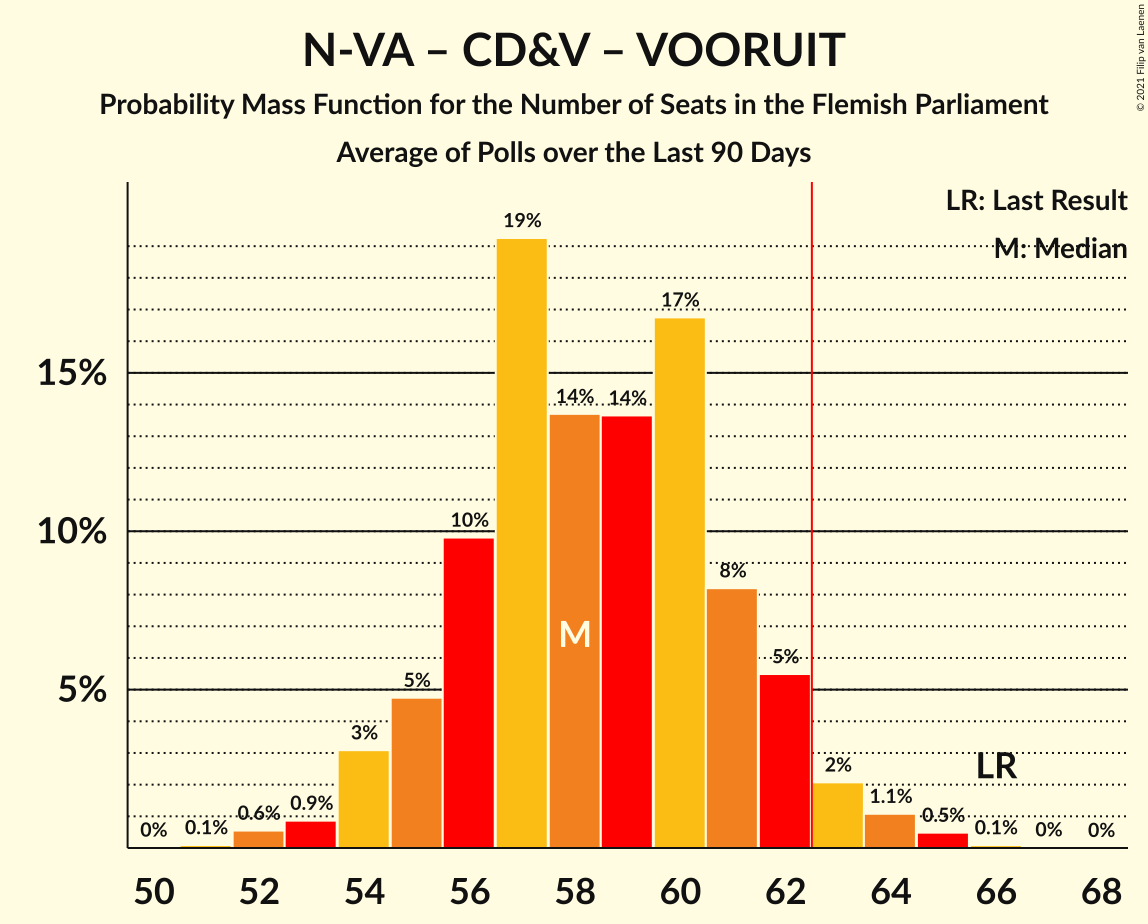 N-VA – CD&V – VOORUIT
Probability Mass Function for the Number of Seats in the Flemish Parliament
Average of Polls over the Last 90 Days
© 2021 Filip van Laenen
LR: Last Result
M: Median
15%
10%
5%
0%
0.1%
0.6%
0.9%
3%
5%
10%
19%
14%
14%
17%
8%
5%
2%
1.1%
0.5%
0.1%
0%
0%
M
LR
50 52 54 56 58 60 62 64 66 68